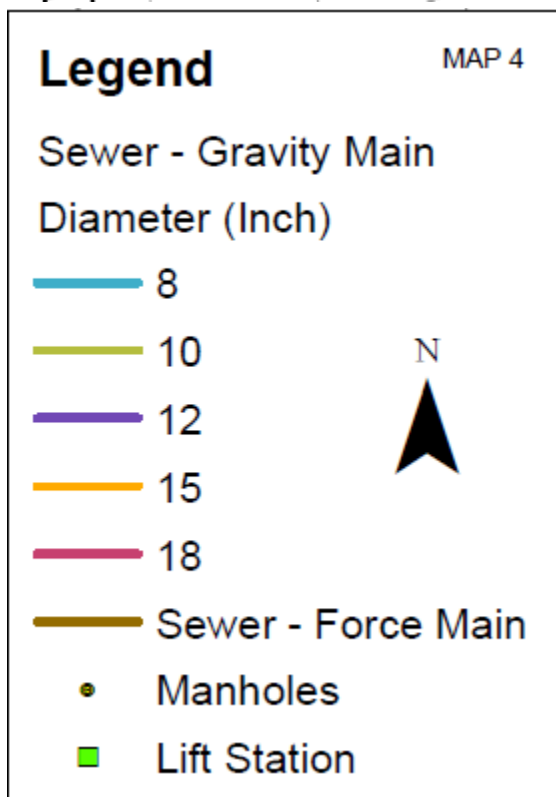 Legend MAP 4
Sewer - Gravity Main
Diameter (Inch)
8
10
N
12
15
18
Sewer - Force Main
Manholes
Lift Station